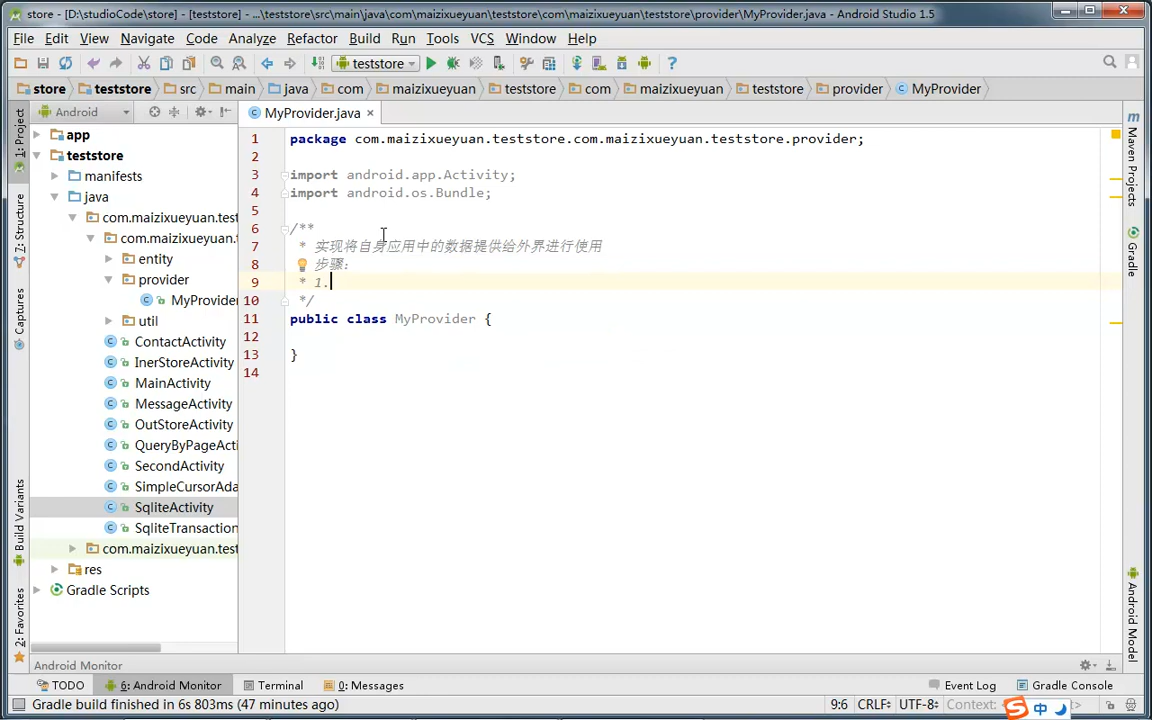 store - [D:\studioCode\store] - [teststore] - ...\teststore\src\main\java\com\maizixueyuan\teststore\com\maizixueyuan\teststore\provider\MyProvider.java - Android Studio 1.5
File Edit View Navigate Code Analyze Refactor Build Run Tools VCS Window Help
teststore
store teststore src main java com maizixueyuan teststore com maizixueyuan teststore provider MyProvider
Android
MyProvider.java
1: Project
Structure
Captures
Build Variants
2: Favorites
app
teststore
manifests
java
com.maizixueyuan.test
com.maizixueyuan.
entity
provider
MyProvider
util
ContactActivity
InerStoreActivity
MainActivity
MessageActivity
OutStoreActivity
QueryByPageActi
SecondActivity
SimpleCursorAda
SqliteActivity
SqliteTransaction
com.maizixueyuan.test
res
Gradle Scripts
1 package com.maizixueyuan.teststore.com.maizixueyuan.teststore.provider;
2
3 import android.app.Activity;
4 import android.os.Bundle;
5
6 /**
7 * 实现将自身应用中的数据提供给外界进行使用
8 步骤:
9 * 1.
10 */
11 public class MyProvider {
12
13 }
14
Maven Projects
Gradle
Android Model
Android Monitor
TODO 6: Android Monitor Terminal 0: Messages Event Log Gradle Console
Gradle build finished in 6s 803ms (47 minutes ago) 9:6 CRLF UTF-8 Context: 中